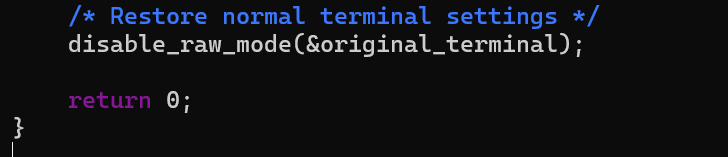 /* Restore normal terminal settings */
disable_raw_mode(&original_terminal);
return 0;
}